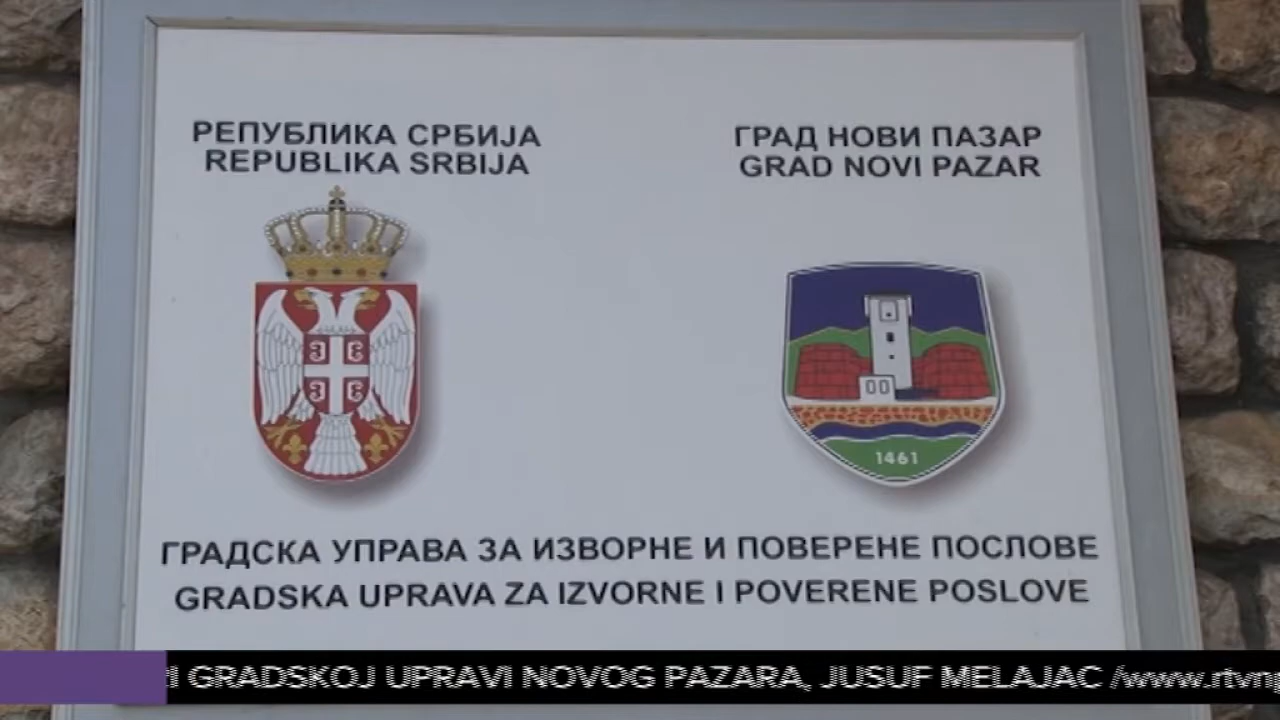 РЕПУБЛИКА СРБИЈА
REPUBLIKA SRBIJA
ГРАД НОВИ ПАЗАР
GRAD NOVI PAZAR
1461
ГРАДСКА УПРАВА ЗА ИЗВОРНЕ И ПОВЕРЕНЕ ПОСЛОВЕ
GRADSKA UPRAVA ZA IZVORNE I POVERENE POSLOVE
GRADSKOJ UPRAVI NOVOG PAZARA, JUSUF MELAJAC /www.rtvnp